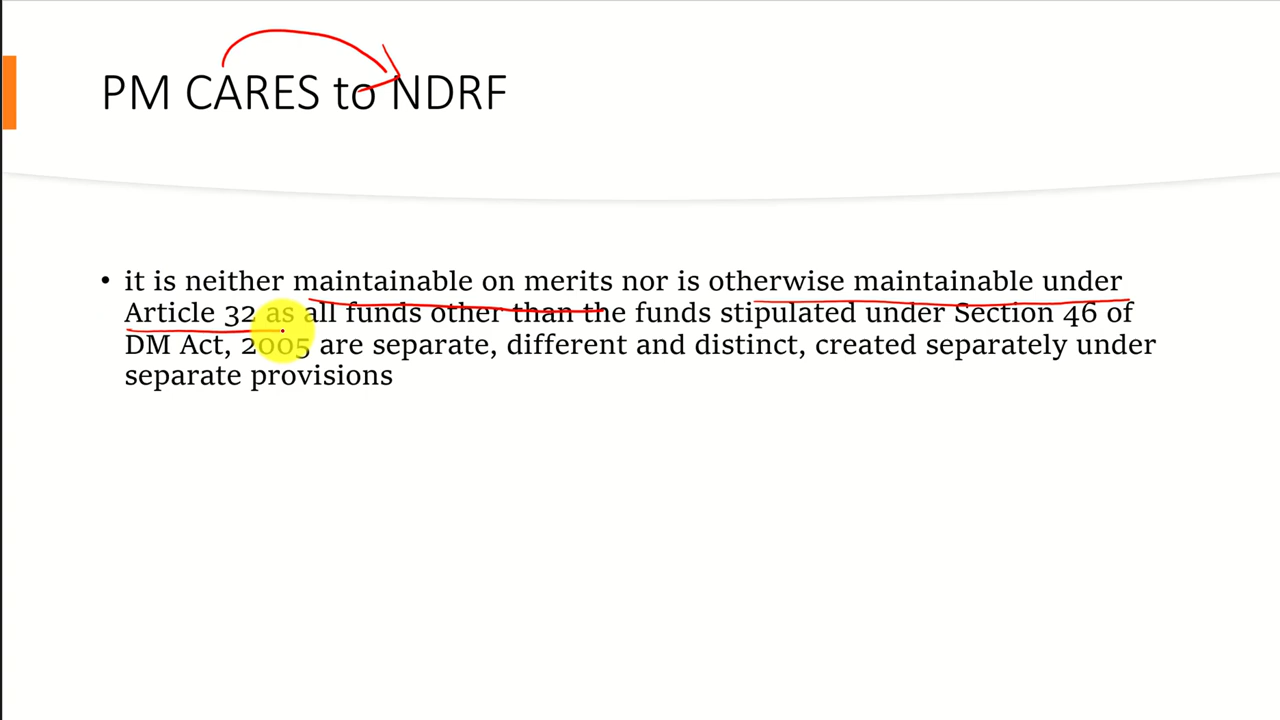 PM CARES to NDRF
• it is neither maintainable on merits nor is otherwise maintainable under
Article 32 as all funds other than the funds stipulated under Section 46 of
DM Act, 2005 are separate, different and distinct, created separately under
separate provisions